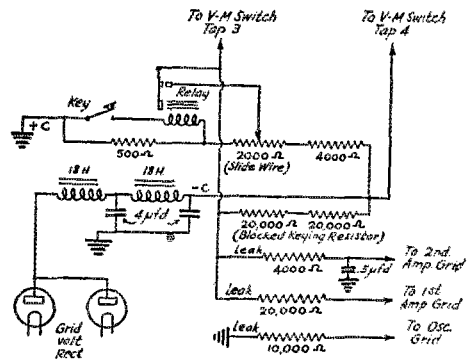 To V-M Switch
Tap 3
To V-M Switch
Tap 4
Relay
Key
+C
500Ω
2000Ω
(Slide Wire)
4000Ω
18H
18H
-C
4µfd
20,000
Ω
20,000
Ω
(Blocked Keying Resistor)
leak
4000Ω
.5µfd
To 2nd.
Amp. Grid
leak
20,000Ω
To 1st.
Amp Grid
leak
10,000Ω
To Osc.
Grid
Grid
volt
Rect